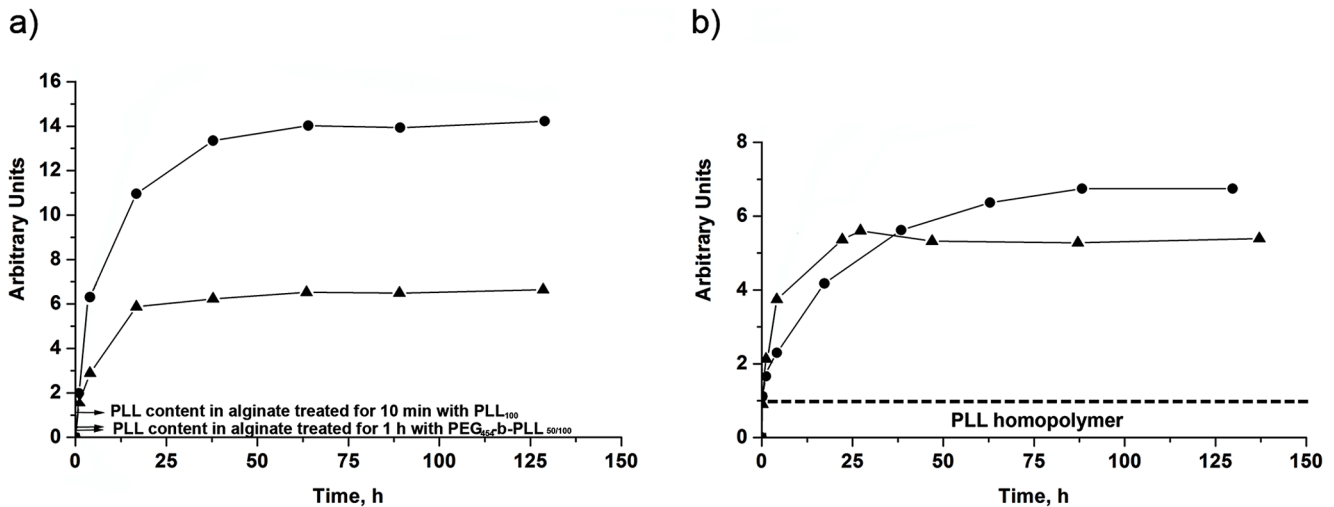 a)
16
14
12
10
8
6
4
2
0
Arbitrary Units
PLL content in alginate treated for 10 min with PLL100
PLL content in alginate treated for 1 h with PEG454-b-PLL 50/100
0 25 50 75 100 125 150
Time, h
b)
8
6
4
2
0
Arbitrary Units
PLL homopolymer
0 25 50 75 100 125 150
Time, h